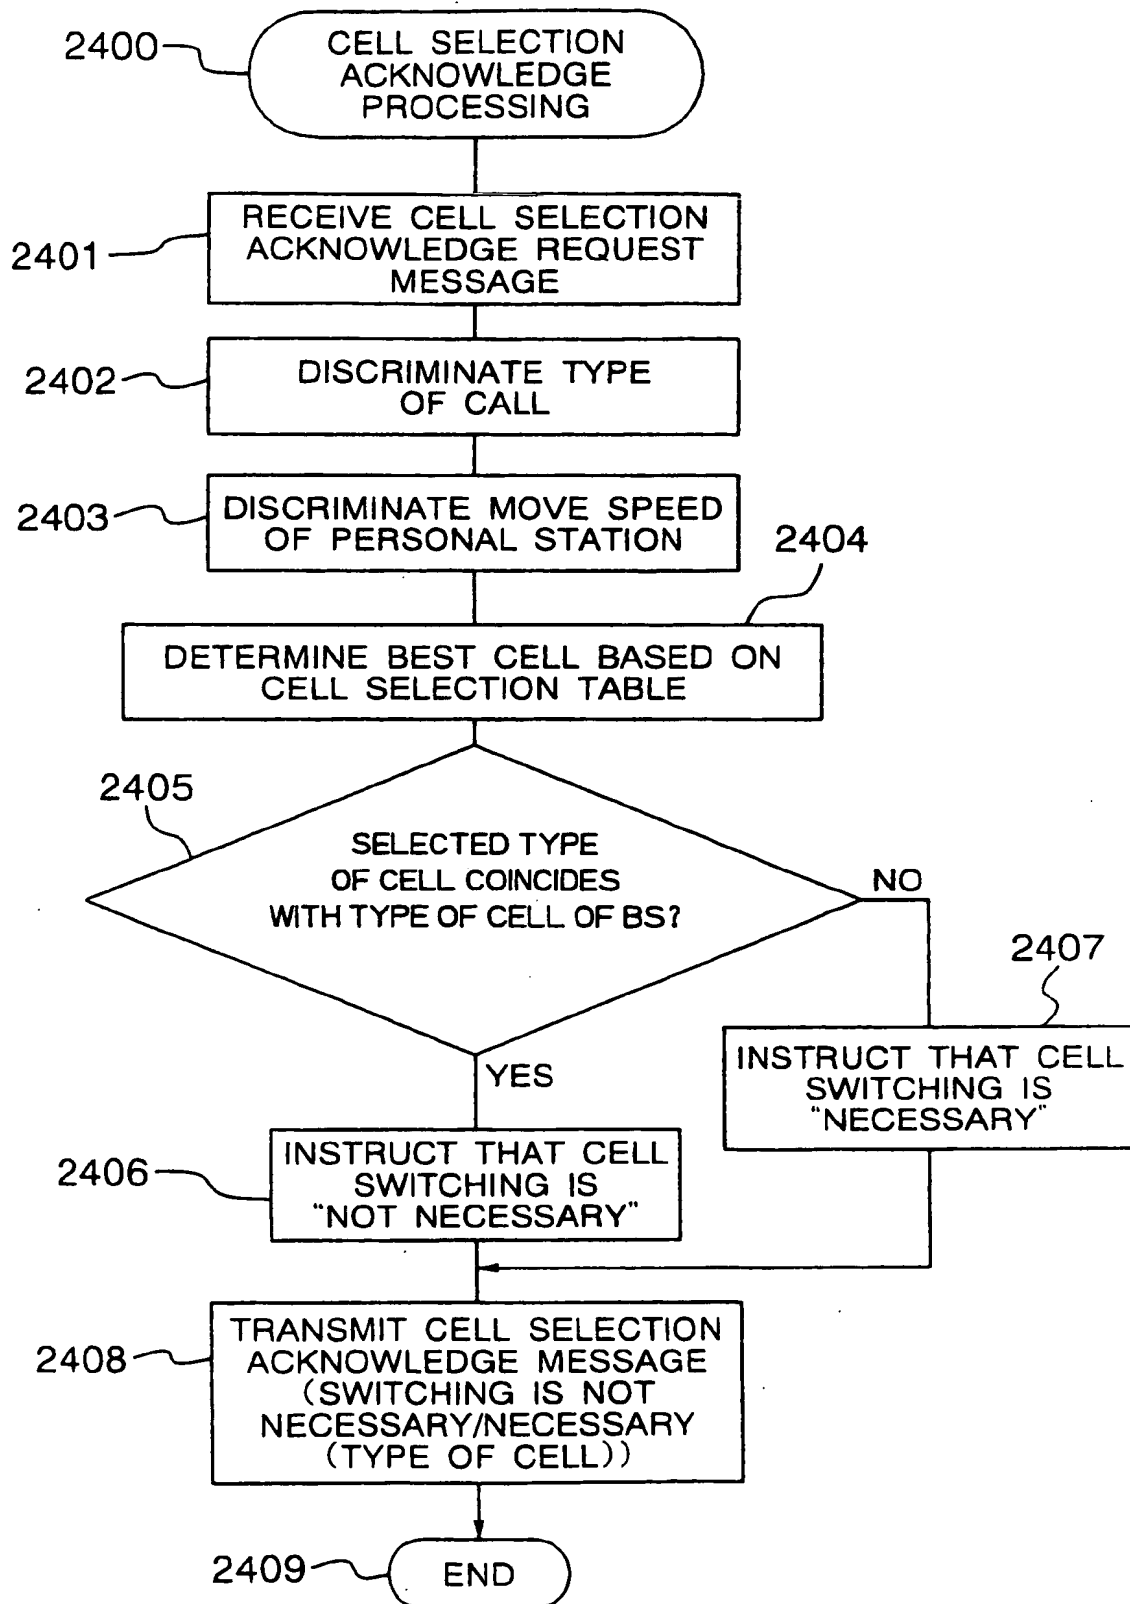 2400
CELL SELECTION
ACKNOWLEDGE
PROCESSING
2401
RECEIVE CELL SELECTION
ACKNOWLEDGE REQUEST
MESSAGE
2402
DISCRIMINATE TYPE
OF CALL
2403
DISCRIMINATE MOVE SPEED
OF PERSONAL STATION
2404
DETERMINE BEST CELL BASED ON
CELL SELECTION TABLE
2405
SELECTED TYPE
OF CELL COINCIDES
WITH TYPE OF CELL OF BS?
NO
YES
2407
INSTRUCT THAT CELL
SWITCHING IS
"NECESSARY"
2406
INSTRUCT THAT CELL
SWITCHING IS
"NOT NECESSARY"
2408
TRANSMIT CELL SELECTION
ACKNOWLEDGE MESSAGE
(SWITCHING IS NOT
NECESSARY/NECESSARY
(TYPE OF CELL))
2409
END